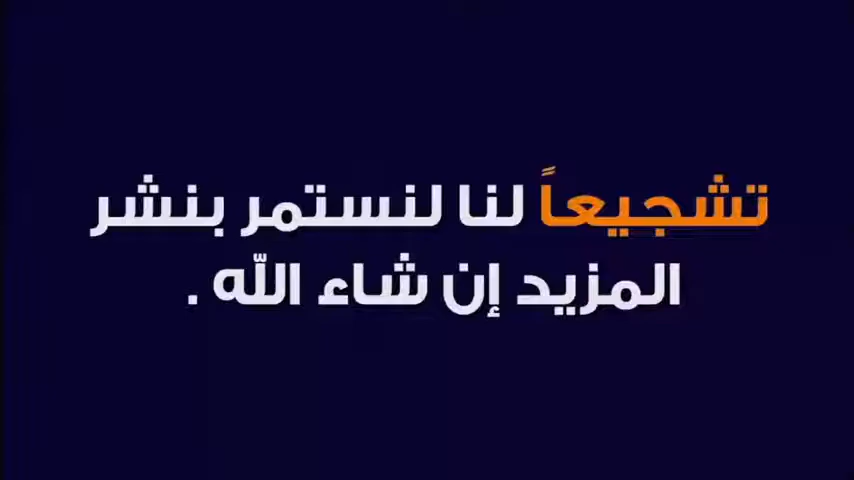 تشجيعاً لنا لنستمر بنشر
المزيد إن شاء الله .